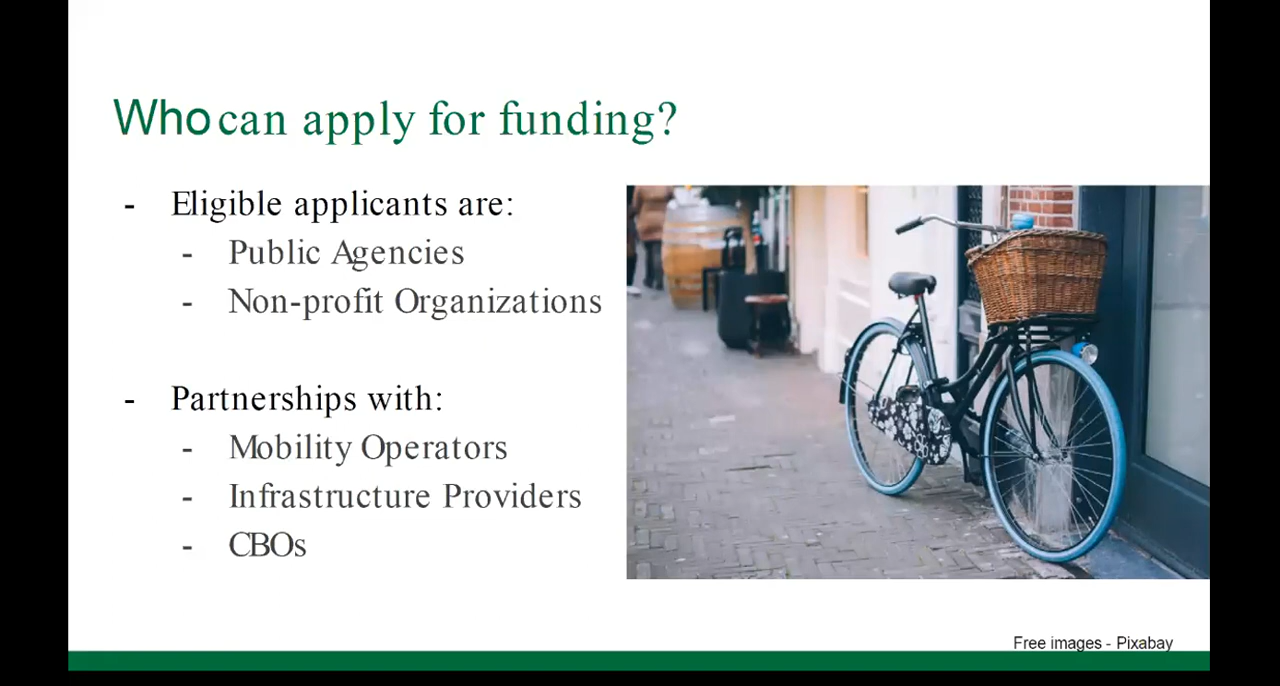 Who can apply for funding?
- Eligible applicants are:
- Public Agencies
- Non-profit Organizations
- Partnerships with:
- Mobility Operators
- Infrastructure Providers
- CBOs
Free images - Pixabay